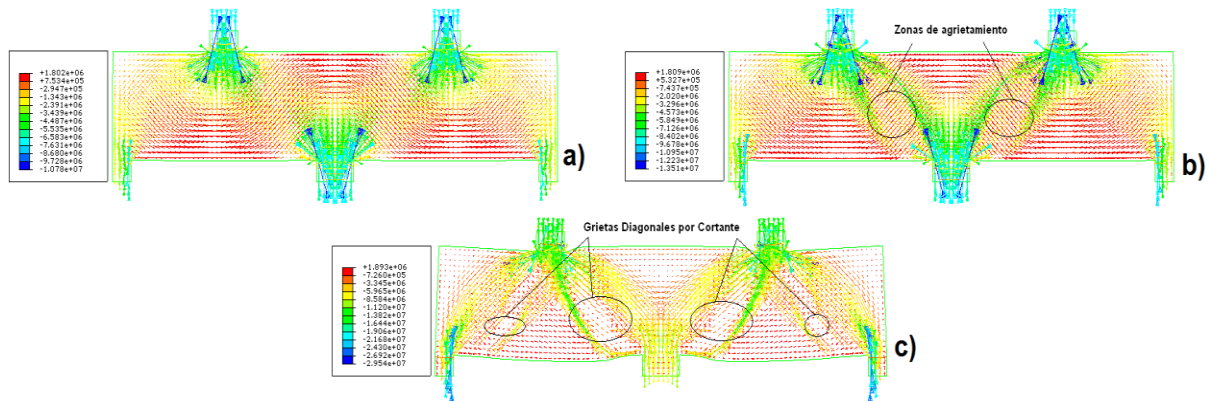 +1.802e+06
+7.534e+05
-2.947e+05
-1.343e+06
-2.391e+06
-3.439e+06
-4.487e+06
-5.535e+06
-6.583e+06
-7.631e+06
-8.680e+06
-9.728e+06
-1.078e+07
a)
Zonas de agrietamiento
+1.809e+06
+5.327e+05
-7.437e+05
-2.020e+06
-3.296e+06
-4.573e+06
-5.849e+06
-7.126e+06
-8.402e+06
-9.678e+06
-1.095e+07
-1.223e+07
-1.351e+07
b)
Grietas Diagonales por Cortante
+1.893e+06
-7.260e+05
-3.345e+06
-5.965e+06
-8.584e+06
-1.120e+07
-1.382e+07
-1.644e+07
-1.906e+07
-2.168e+07
-2.430e+07
-2.692e+07
-2.954e+07
c)